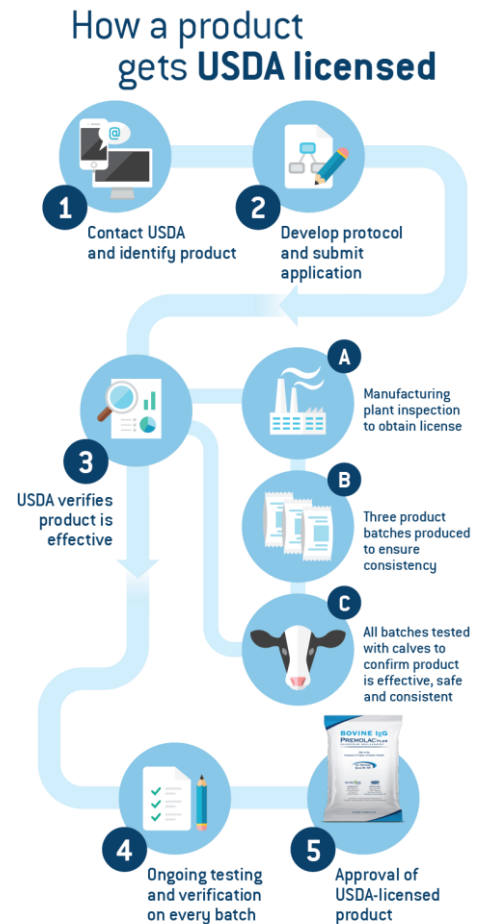 How a product
gets USDA licensed
@
1
Contact USDA
and identify product
2
Develop protocol
and submit
application
3
USDA verifies
product is
effective
A
Manufacturing
plant inspection
to obtain license
B
Three product
batches produced
to ensure
consistency
C
All batches tested
with calves to
confirm product
is effective, safe
and consistent
4
Ongoing testing
and verification
on every batch
5
Approval of
USDA-licensed
product
BOVINE IgG
PREMOLAC PLUS